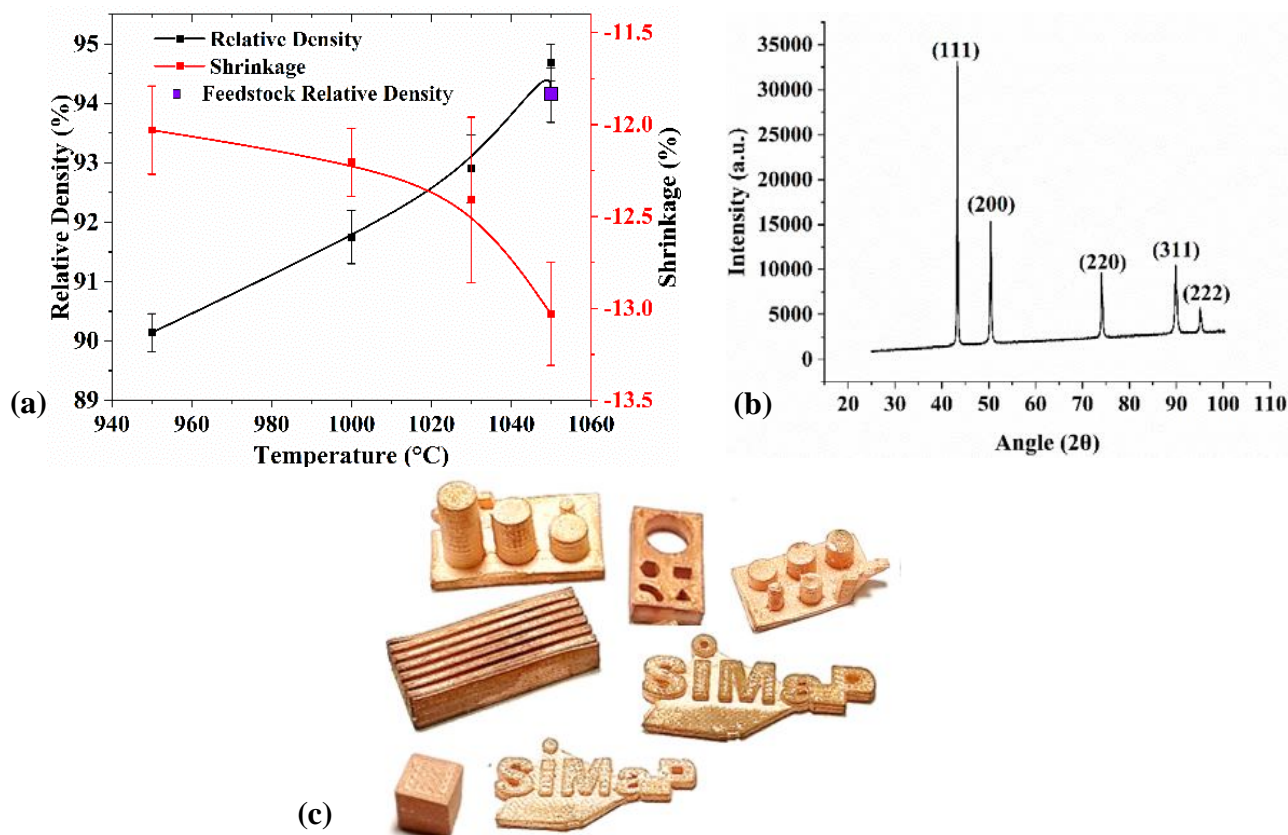 Relative Density
Shrinkage
Feedstock Relative Density
Relative Density (%)
95
94
93
92
91
90
89
-11.5
-12.0
-12.5
-13.0
-13.5
Shrinkage (%)
940 960 980 1000 1020 1040 1060
Temperature (°C)
(a)
Intensity (a.u.)
35000
30000
25000
20000
15000
10000
5000
0
(111)
(200)
(220)
(311)
(222)
20 30 40 50 60 70 80 90 100 110
Angle (2θ)
(b)
SiMaP
SiMaP
(c)